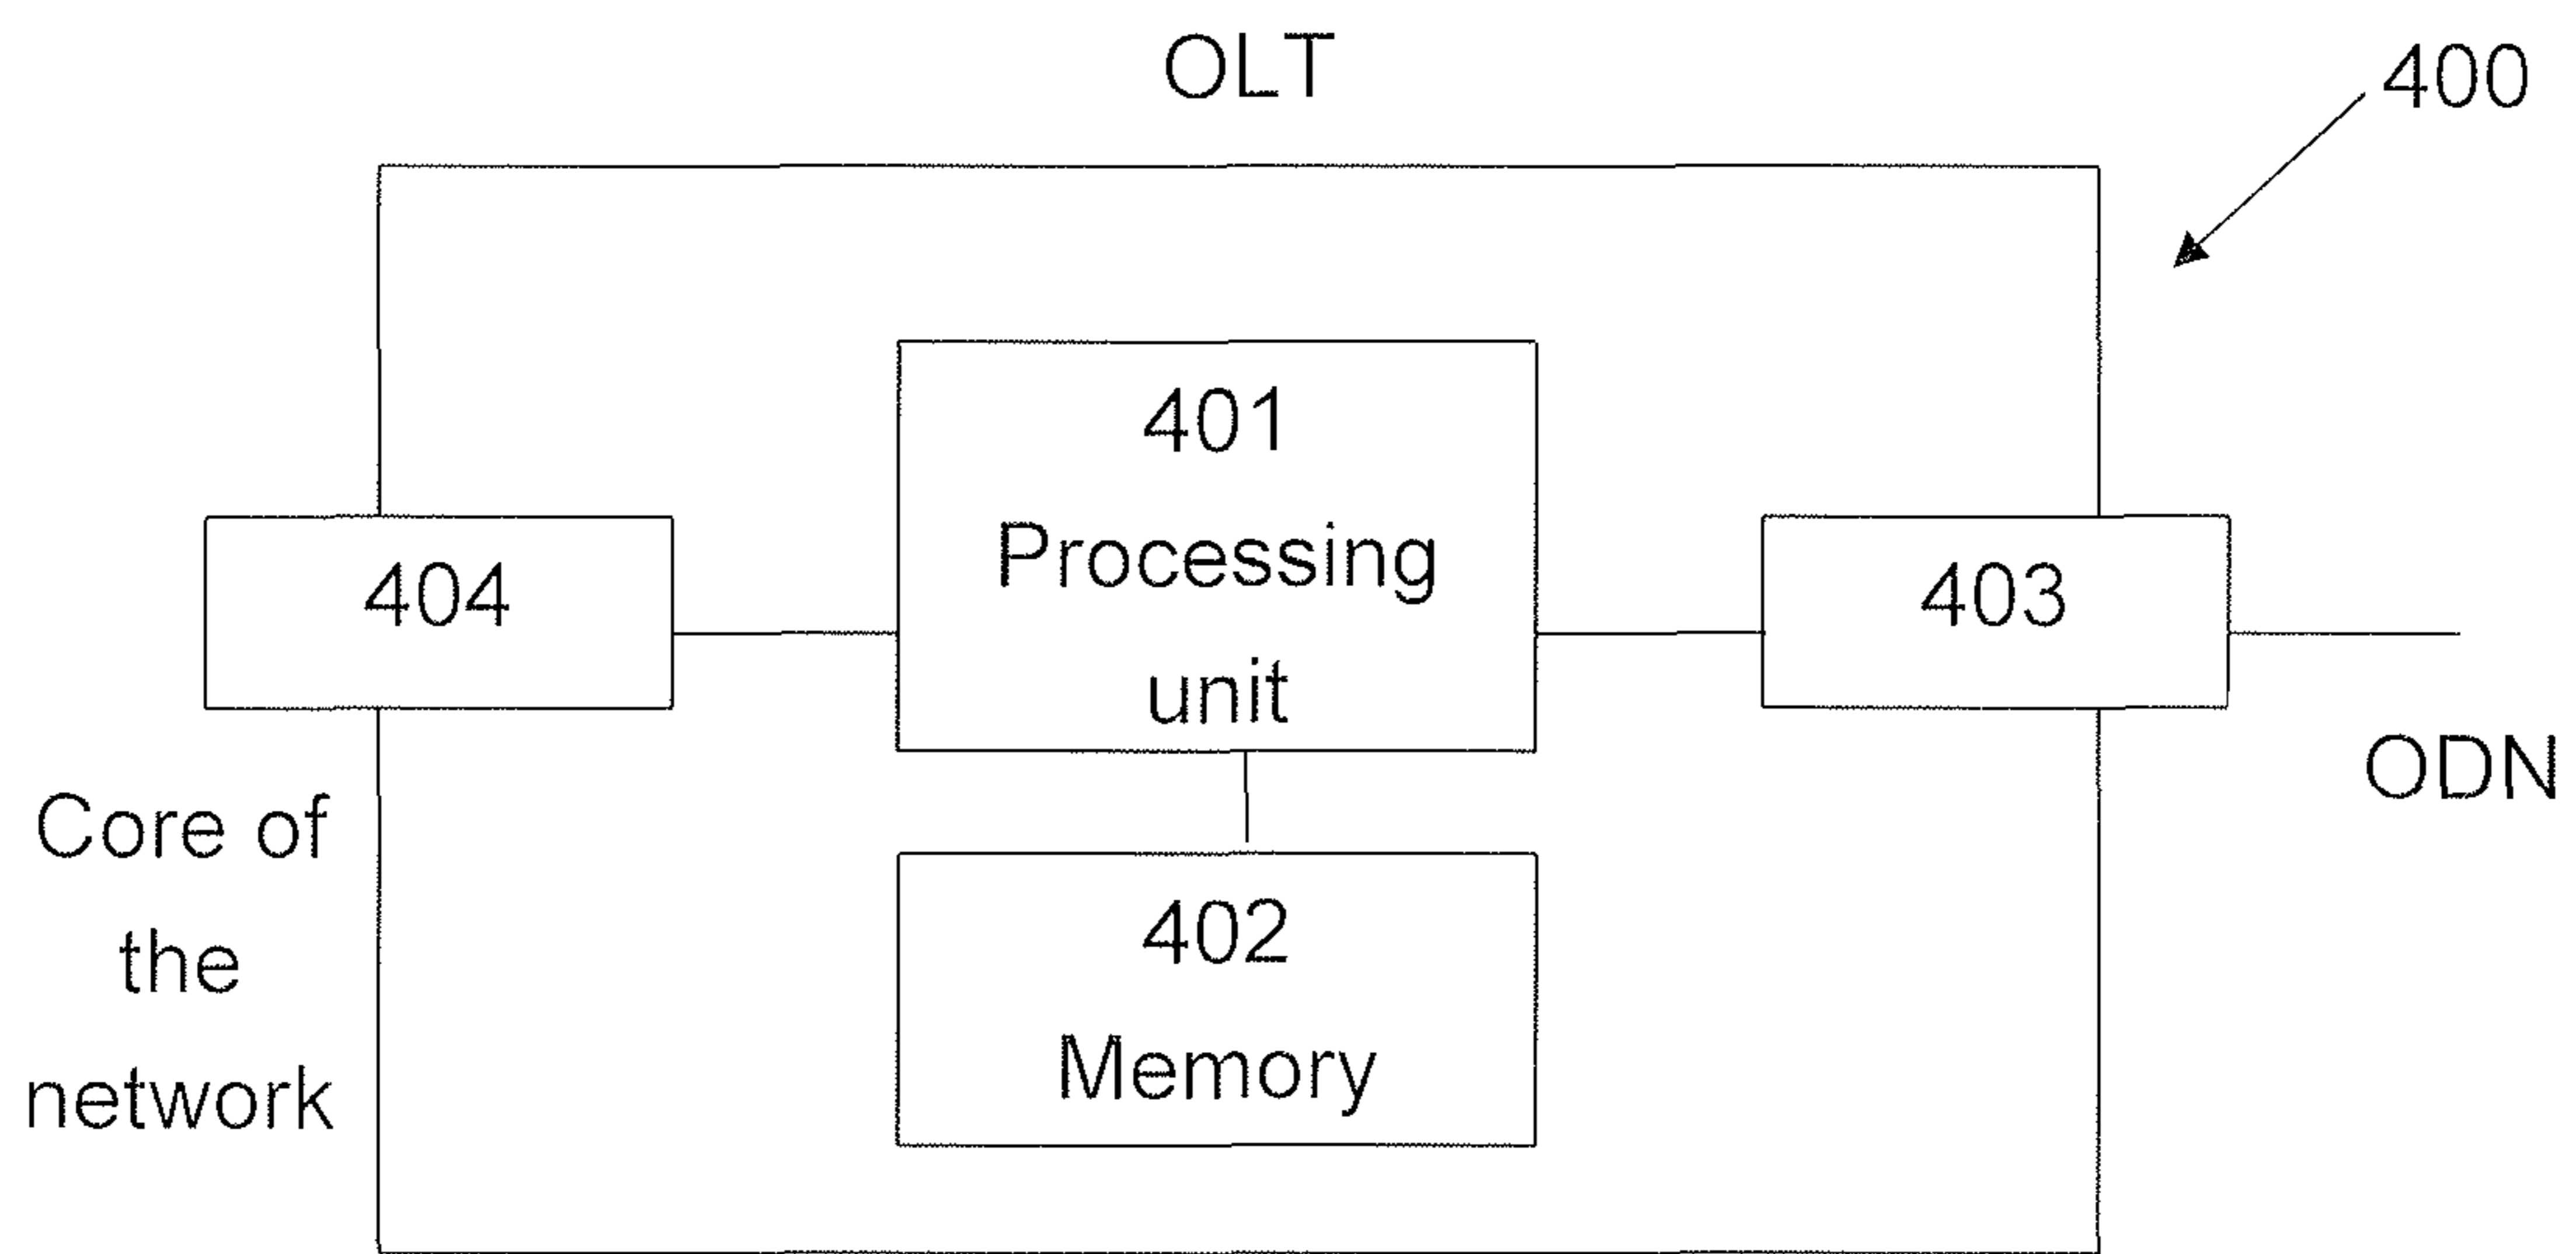 OLT
400
401
Processing
unit
404
403
ODN
Core of
the
network
402
Memory